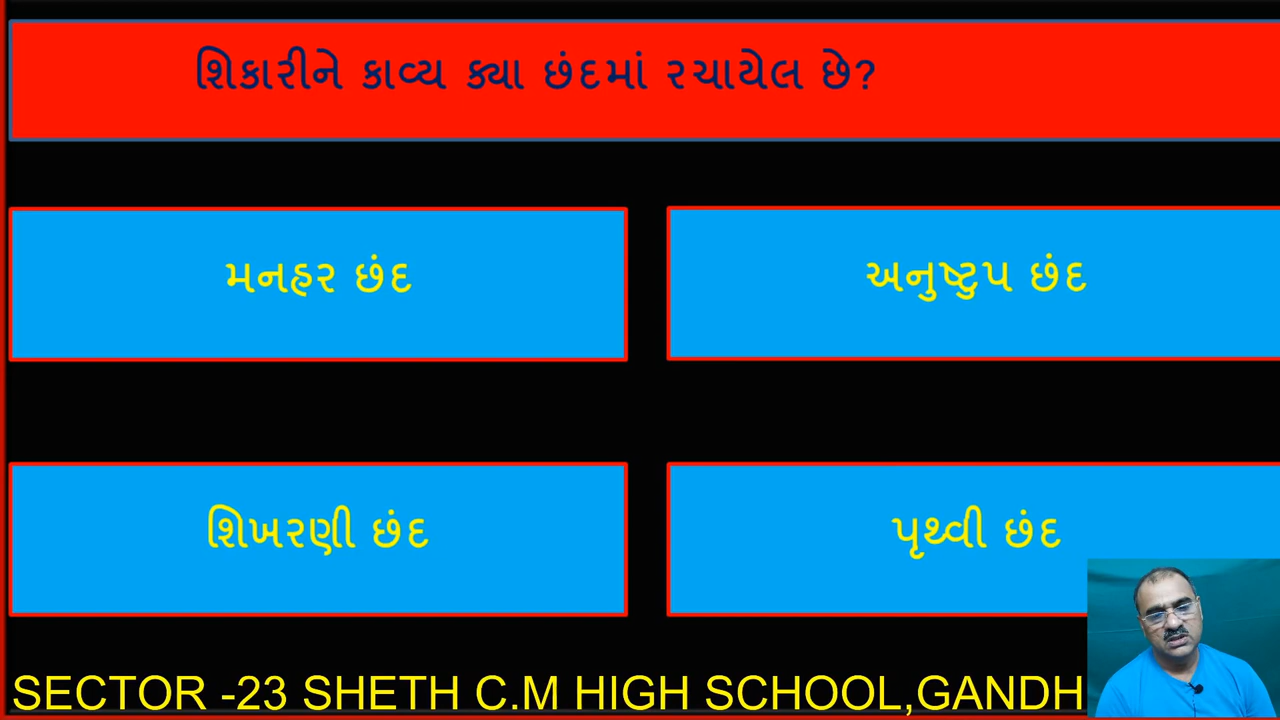 શિકારીને કાવ્ય ક્યા છંદમાં રચાયેલ છે?
મનહર છંદ
અનુષ્ટુપ છંદ
શિખરણી છંદ
પૃથ્વી છંદ
SECTOR -23 SHETH C.M HIGH SCHOOL,GANDH